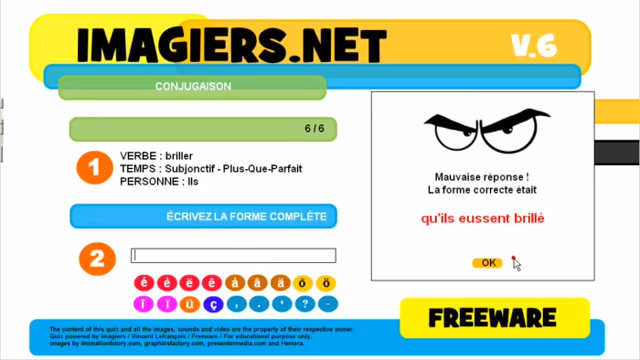 IMAGIERS.NET
V.6
CONJUGAISON
6 / 6
1
VERBE : briller
TEMPS : Subjonctif - Plus-Que-Parfait
PERSONNE : Ils
ÉCRIVEZ LA FORME COMPLÈTE
2
Mauvaise réponse !
La forme correcte était
qu'ils eussent brillé
OK
FREEWARE
The content of this quiz and all the images, sounds and video are the property of their respective owner.
Quiz powered by Imagiers / Vincent Lefrançois / Freeware / For educational purpose only.
Images by animationfactory.com, graphicsfactory.com, presentermedia.com and Hemera.